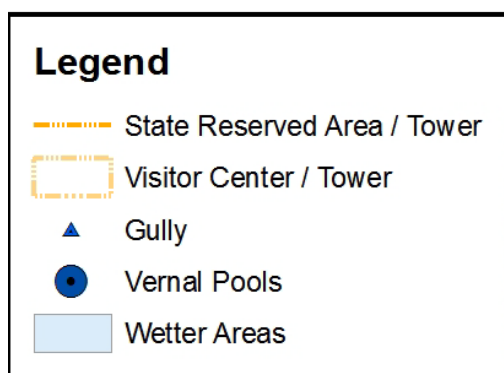 Legend
State Reserved Area / Tower
Visitor Center / Tower
Gully
Vernal Pools
Wetter Areas